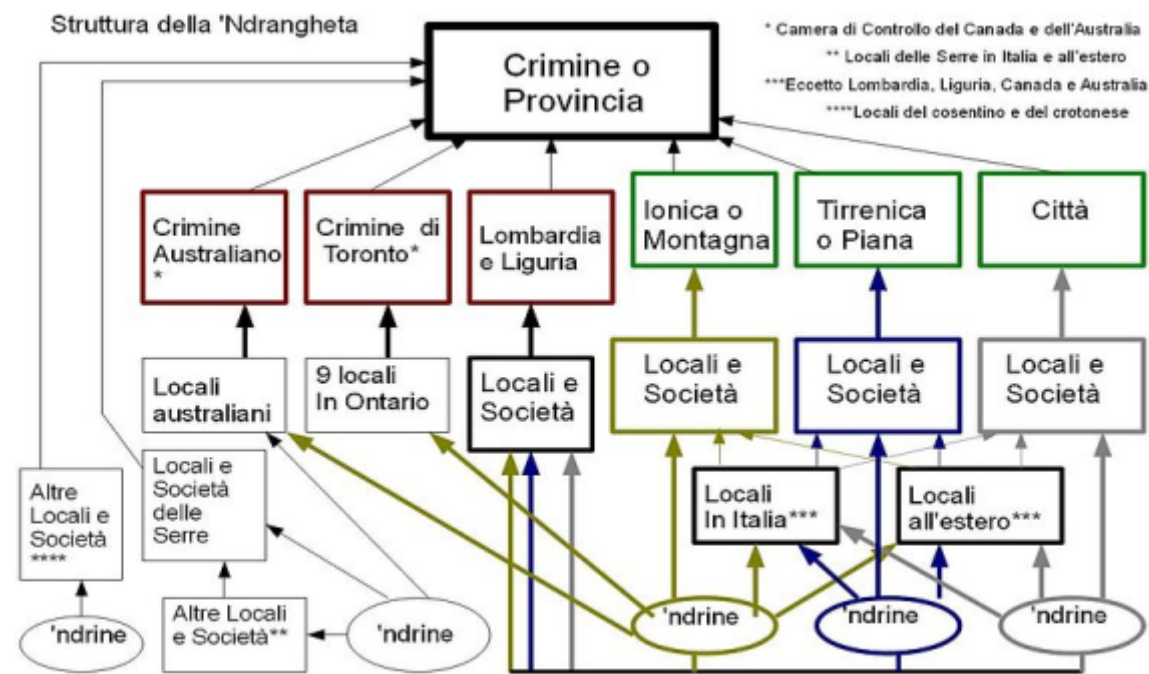 Struttura della 'Ndrangheta
* Camera di Controllo del Canada e dell'Australia
** Locali delle Serre in Italia e all'estero
***Eccetto Lombardia, Liguria, Canada e Australia
****Locali del cosentino e del crotonese
Crimine o
Provincia
Crimine
Australiano
*
Crimine di
Toronto*
Lombardia
e Liguria
Ionica o
Montagna
Tirrenica
o Piana
Città
Locali
australiani
9 locali
In Ontario
Locali e
Società
Locali e
Società
Locali e
Società
Locali e
Società
Altre
Locali e
Società
****
Locali e
Società
delle
Serre
Locali
In Italia***
Locali
all'estero***
'ndrine
Altre Locali
e Società**
'ndrine
'ndrine
'ndrine
'ndrine